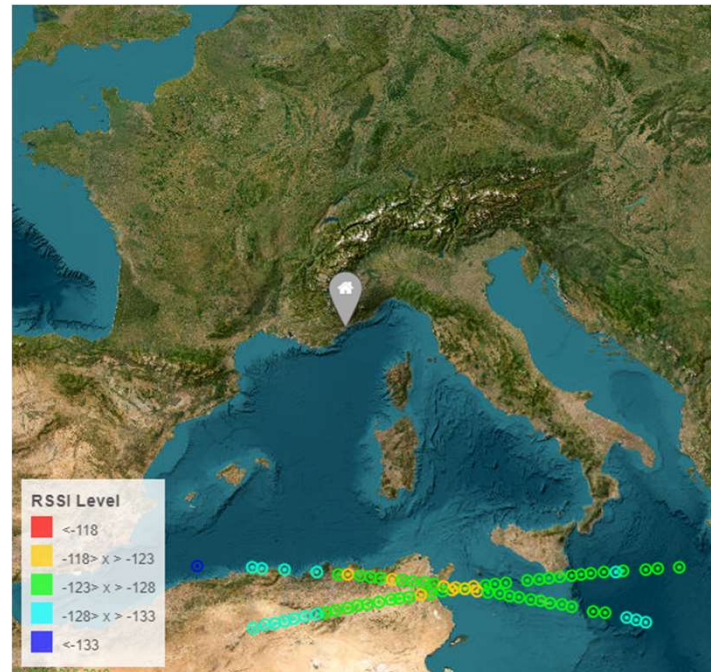 RSSI Level
<-118
-118> x > -123
-123> x > -128
-128> x > -133
<-133